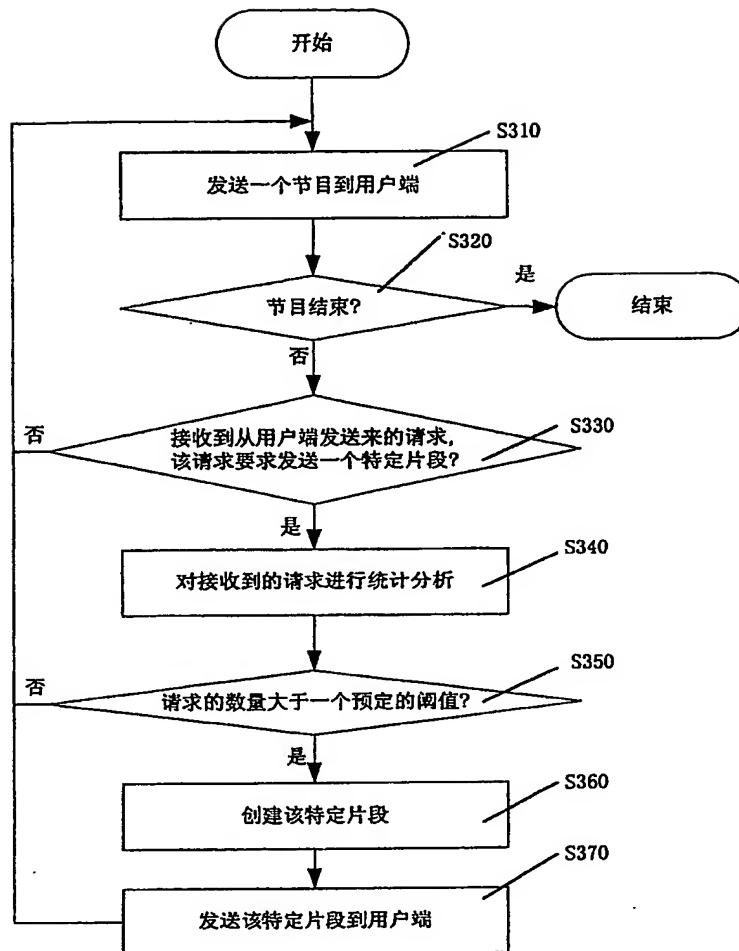 开始
S310
发送一个节目到用户端
S320
是
节目结束?
结束
否
否
S330
接收到从用户端发送来的请求,
该请求要求发送一个特定片段?
是
S340
对接收到的请求进行统计分析
S350
否
请求的数量大于一个预定的阈值?
是
S360
创建该特定片段
S370
发送该特定片段到用户端